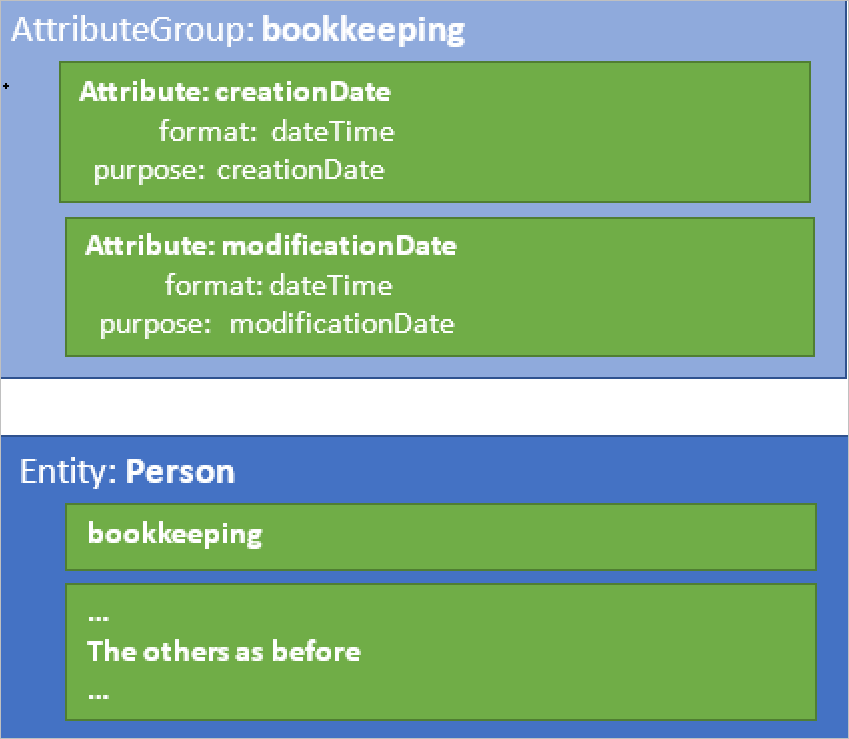 AttributeGroup: bookkeeping
Attribute: creationDate
format: dateTime
purpose: creationDate
Attribute: modificationDate
format: dateTime
purpose: modificationDate
Entity: Person
bookkeeping
...
The others as before
...